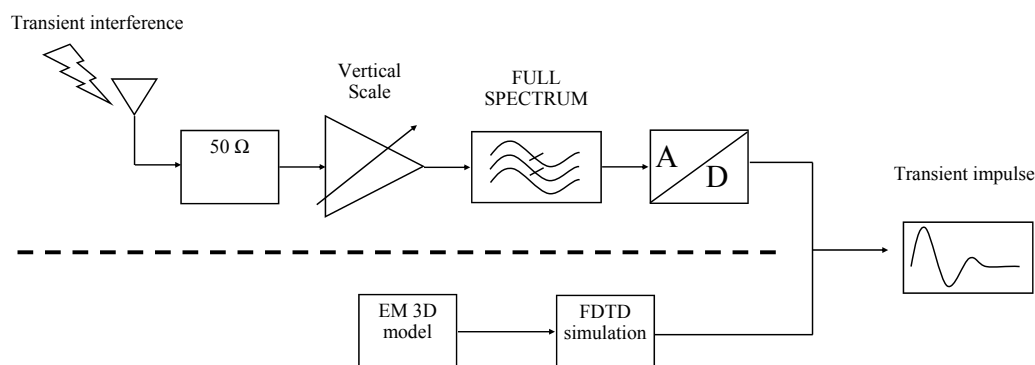 Transient interference
Vertical
Scale
FULL
SPECTRUM
50 Ω
A
D
Transient impulse
EM 3D
model
FDTD
simulation